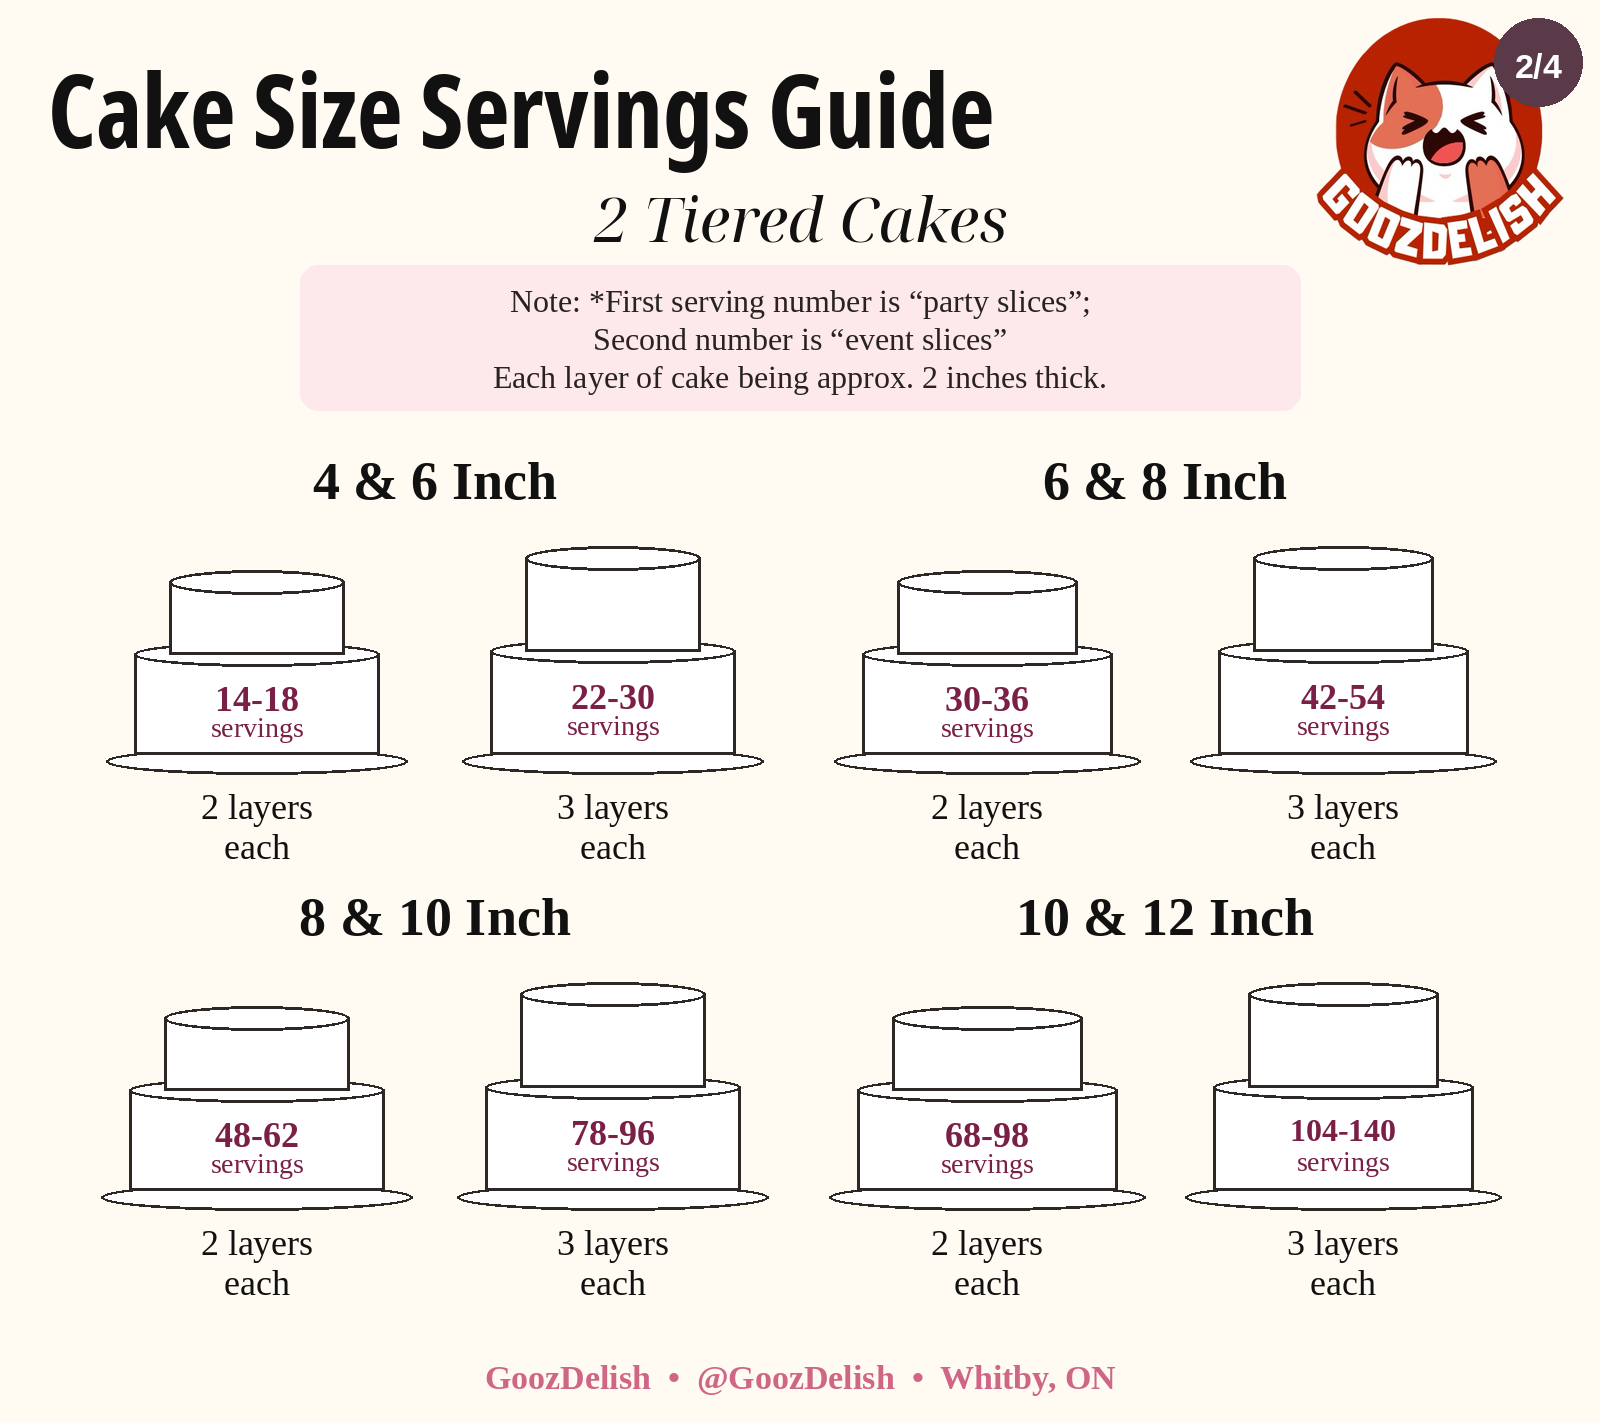 Cake Size Servings Guide
2/4
GOOZDELISH
2 Tiered Cakes
Note: *First serving number is “party slices”;
Second number is “event slices”
Each layer of cake being approx. 2 inches thick.
4 & 6 Inch
14-18
servings
2 layers
each
22-30
servings
3 layers
each
6 & 8 Inch
30-36
servings
2 layers
each
42-54
servings
3 layers
each
8 & 10 Inch
48-62
servings
2 layers
each
78-96
servings
3 layers
each
10 & 12 Inch
68-98
servings
2 layers
each
104-140
servings
3 layers
each
GoozDelish • @GoozDelish • Whitby, ON